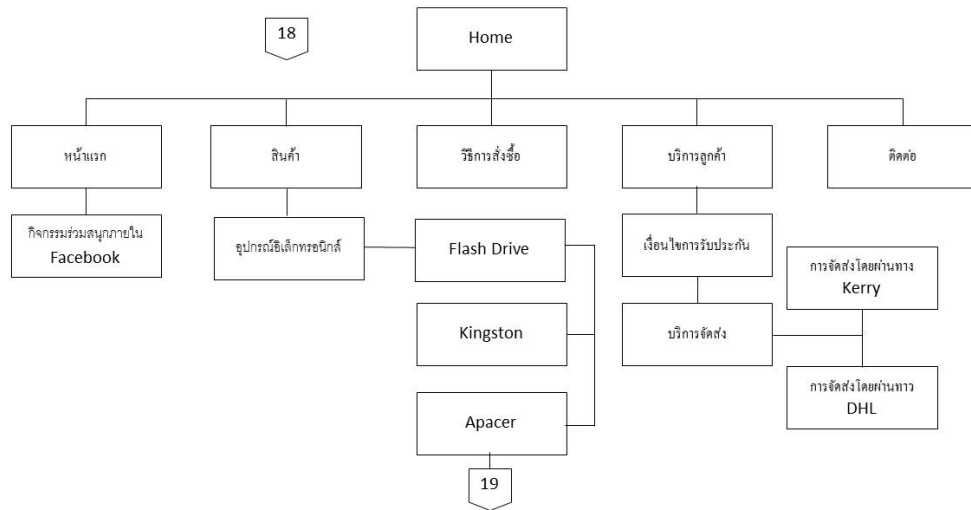 18
Home
หน้าแรก
สินค้า
วิธีการสั่งซื้อ
บริการลูกค้า
ติดต่อ
กิจกรรมร่วมสนุกภายใน
Facebook
อุปกรณ์อิเล็กทรอนิกส์
Flash Drive
เงื่อนไขการรับประกัน
การจัดส่งโดยผ่านทาง
Kerry
Kingston
บริการจัดส่ง
การจัดส่งโดยผ่านทาว
DHL
Apacer
19